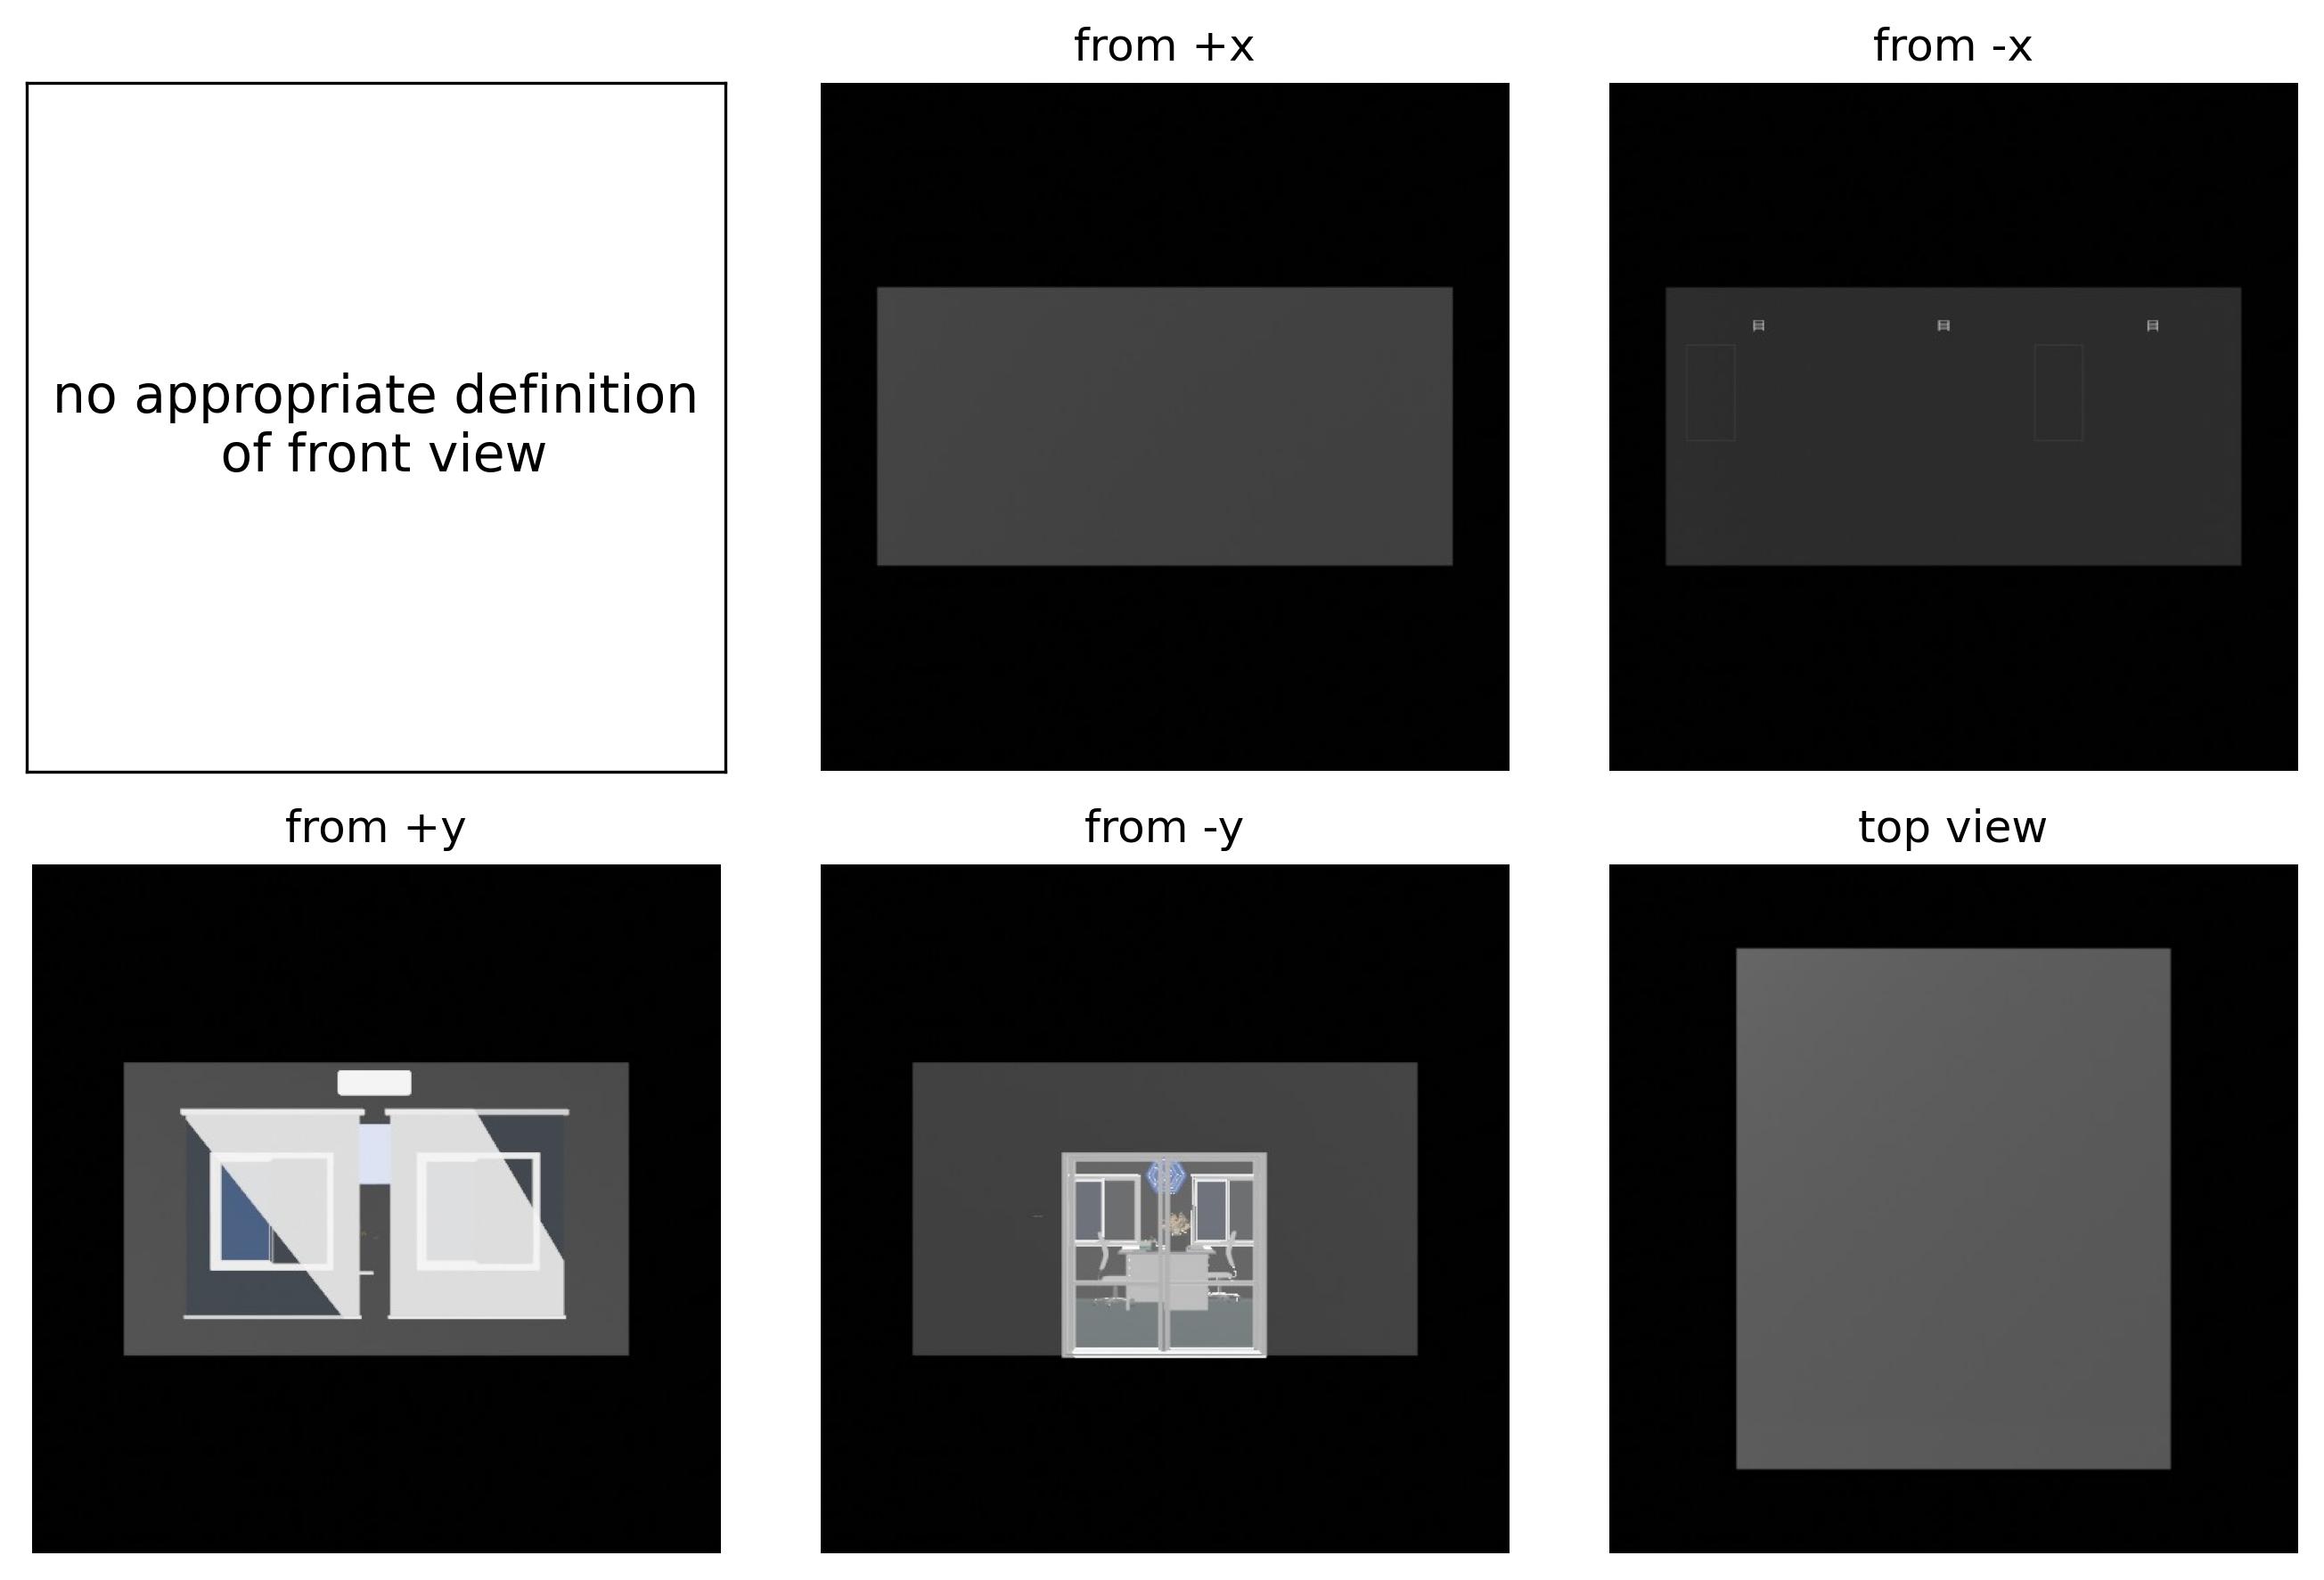 from +x
from -x
no appropriate definition
of front view
from +y
from -y
top view